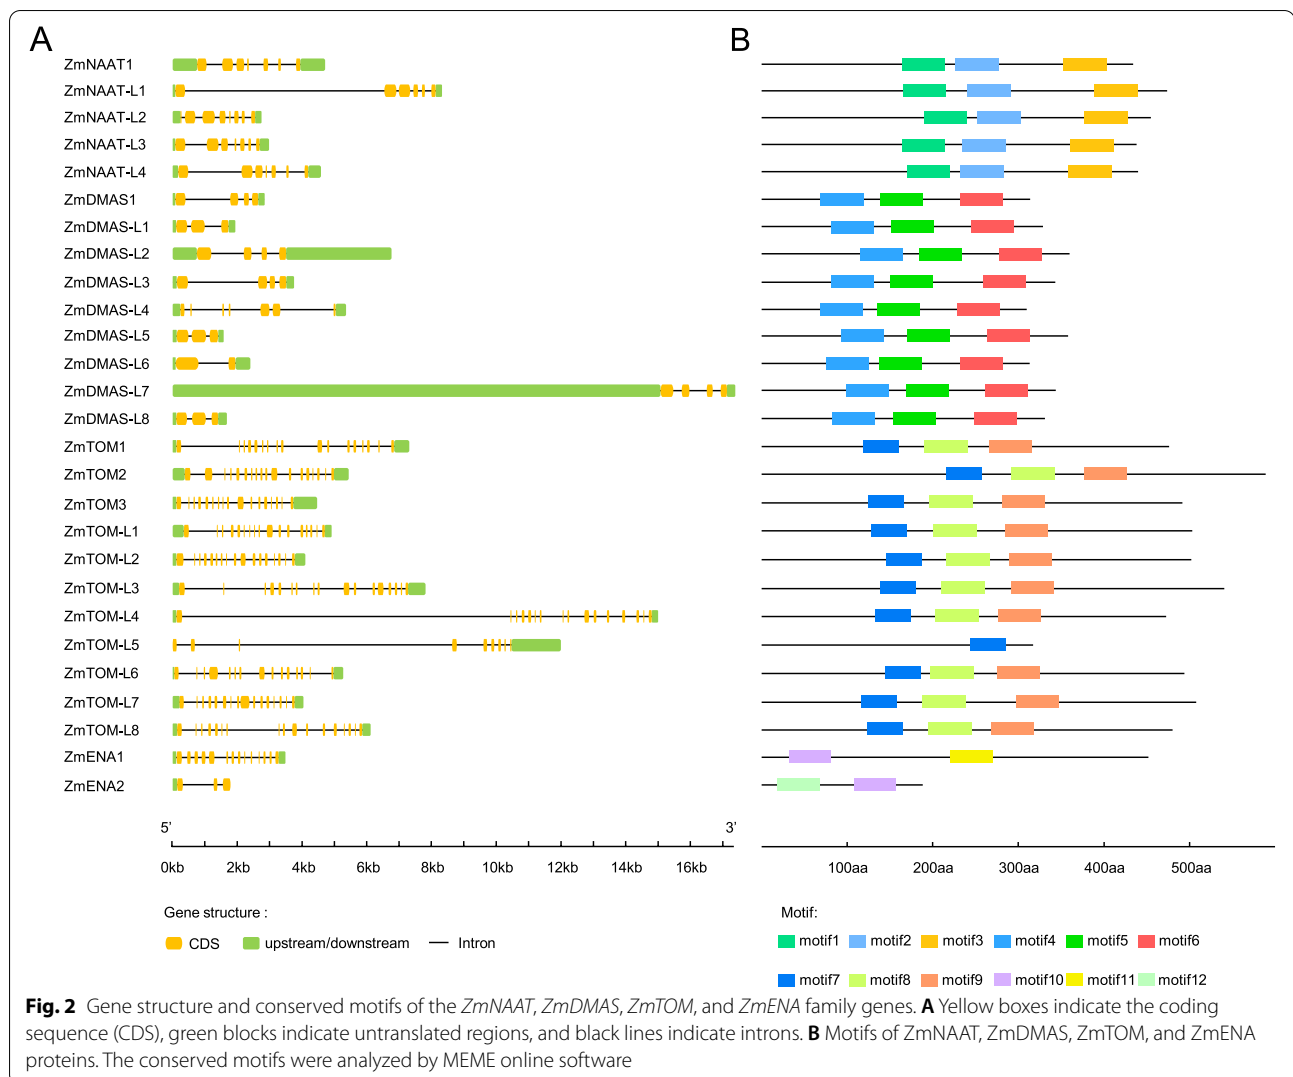 A
B
ZmNAAT1
ZmNAAT-L1
ZmNAAT-L2
ZmNAAT-L3
ZmNAAT-L4
ZmDMAS1
ZmDMAS-L1
ZmDMAS-L2
ZmDMAS-L3
ZmDMAS-L4
ZmDMAS-L5
ZmDMAS-L6
ZmDMAS-L7
ZmDMAS-L8
ZmTOM1
ZmTOM2
ZmTOM3
ZmTOM-L1
ZmTOM-L2
ZmTOM-L3
ZmTOM-L4
ZmTOM-L5
ZmTOM-L6
ZmTOM-L7
ZmTOM-L8
ZmENA1
ZmENA2
5’ 3’
0kb 2kb 4kb 6kb 8kb 10kb 12kb 14kb 16kb
100aa 200aa 300aa 400aa 500aa
Gene structure :
CDS upstream/downstream Intron
Motif:
motif1 motif2 motif3 motif4 motif5 motif6
motif7 motif8 motif9 motif10 motif11 motif12
Fig. 2 Gene structure and conserved motifs of the ZmNAAT, ZmDMAS, ZmTOM, and ZmENA family genes. A Yellow boxes indicate the coding
sequence (CDS), green blocks indicate untranslated regions, and black lines indicate introns. B Motifs of ZmNAAT, ZmDMAS, ZmTOM, and ZmENA
proteins. The conserved motifs were analyzed by MEME online software